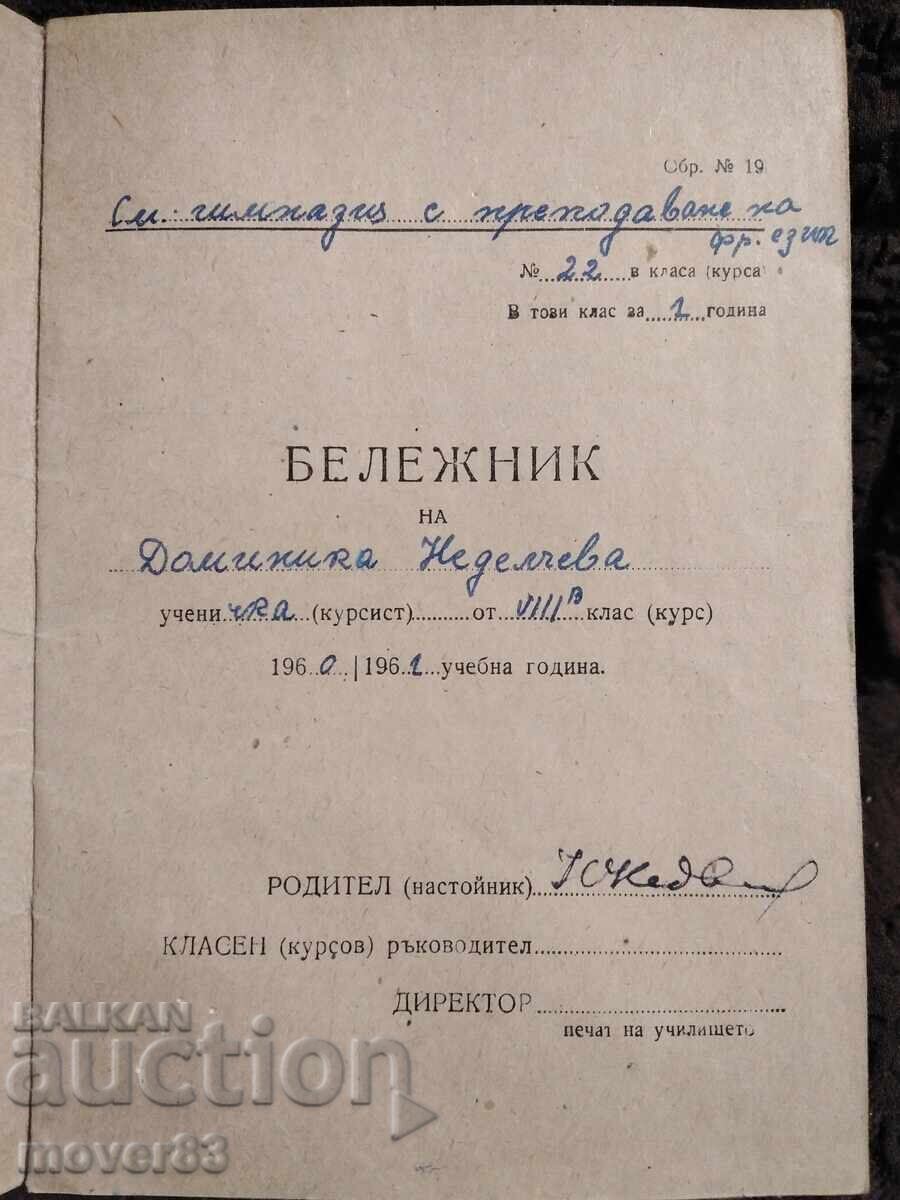 Обр. № 19
См. гимназия с преподаване на
фр. език
№ 22 в класа (курса)
В този клас за 1 година
БЕЛЕЖНИК
НА
Доминика Неделчева
ученичка (курсист) от VIIIв клас (курс)
1960 | 1961 учебна година.
РОДИТЕЛ (настойник)
КЛАСЕН (курсов) ръководител
ДИРЕКТОР
печат на училището
BALKAN
auction
mover83